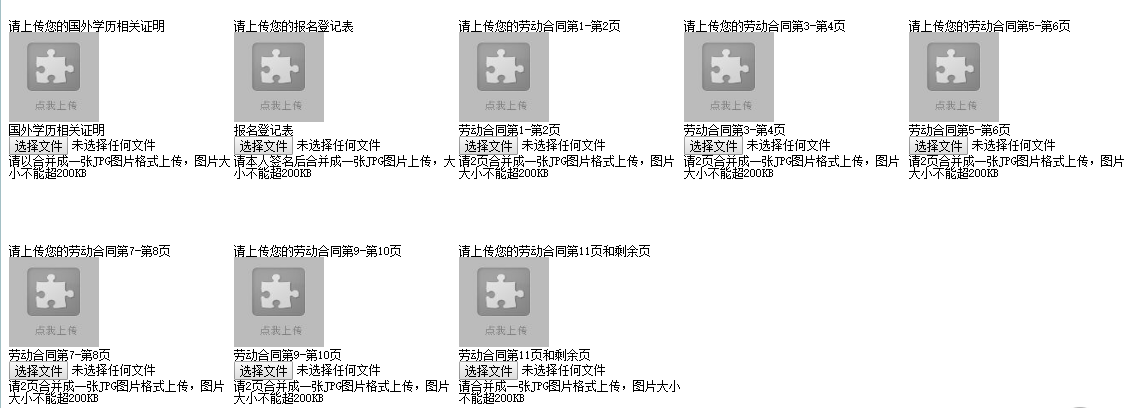 请上传您的国外学历相关证明
点我上传
国外学历相关证明
选择文件 未选择任何文件
请以合并成一张JPG图片格式上传，图片大
小不能超200KB
请上传您的报名登记表
点我上传
报名登记表
选择文件 未选择任何文件
请本人签名后合并成一张JPG图片上传，大
小不能超200KB
请上传您的劳动合同第1-第2页
点我上传
劳动合同第1-第2页
选择文件 未选择任何文件
请2页合并成一张JPG图片格式上传，图片
大小不能超200KB
请上传您的劳动合同第3-第4页
点我上传
劳动合同第3-第4页
选择文件 未选择任何文件
请2页合并成一张JPG图片格式上传，图片
大小不能超200KB
请上传您的劳动合同第5-第6页
点我上传
劳动合同第5-第6页
选择文件 未选择任何文件
请2页合并成一张JPG图片格式上传，图片
大小不能超200KB
请上传您的劳动合同第7-第8页
点我上传
劳动合同第7-第8页
选择文件 未选择任何文件
请2页合并成一张JPG图片格式上传，图片
大小不能超200KB
请上传您的劳动合同第9-第10页
点我上传
劳动合同第9-第10页
选择文件 未选择任何文件
请2页合并成一张JPG图片格式上传，图片
大小不能超200KB
请上传您的劳动合同第11页和剩余页
点我上传
劳动合同第11页和剩余页
选择文件 未选择任何文件
请合并成一张JPG图片格式上传，图片大小
不能超200KB